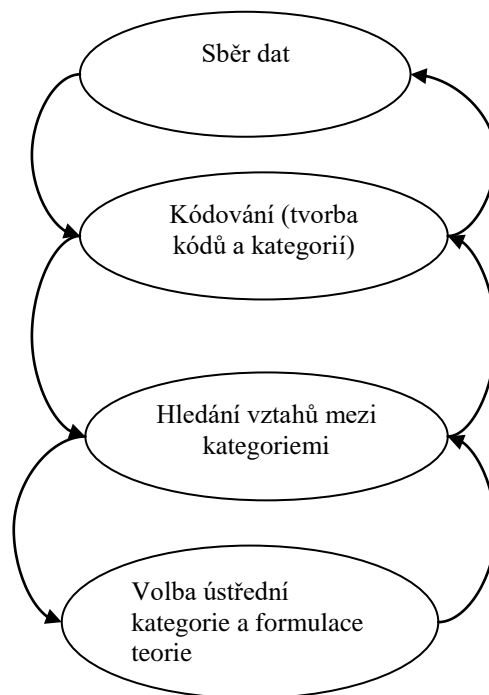 Sběr dat
Kódování (tvorba
kódů a kategorií)
Hledání vztahů mezi
kategoriemi
Volba ústřední
kategorie a formulace
teorie